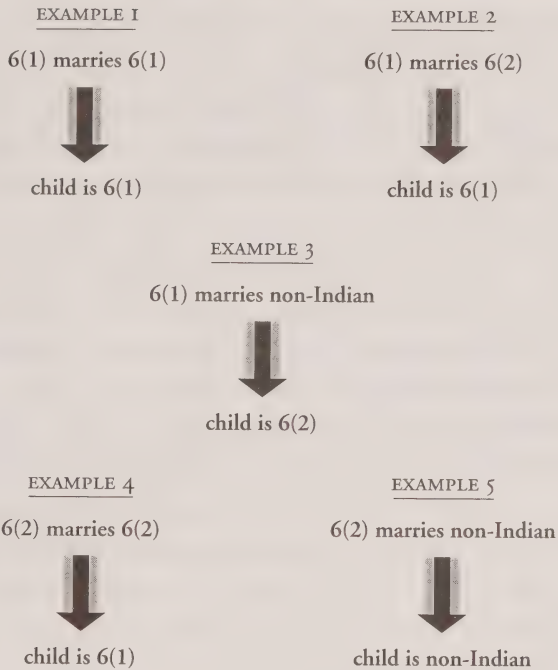 EXAMPLE 1
6(1) marries 6(1)
child is 6(1)
EXAMPLE 2
6(1) marries 6(2)
child is 6(1)
EXAMPLE 3
6(1) marries non-Indian
child is 6(2)
EXAMPLE 4
6(2) marries 6(2)
child is 6(1)
EXAMPLE 5
6(2) marries non-Indian
child is non-Indian